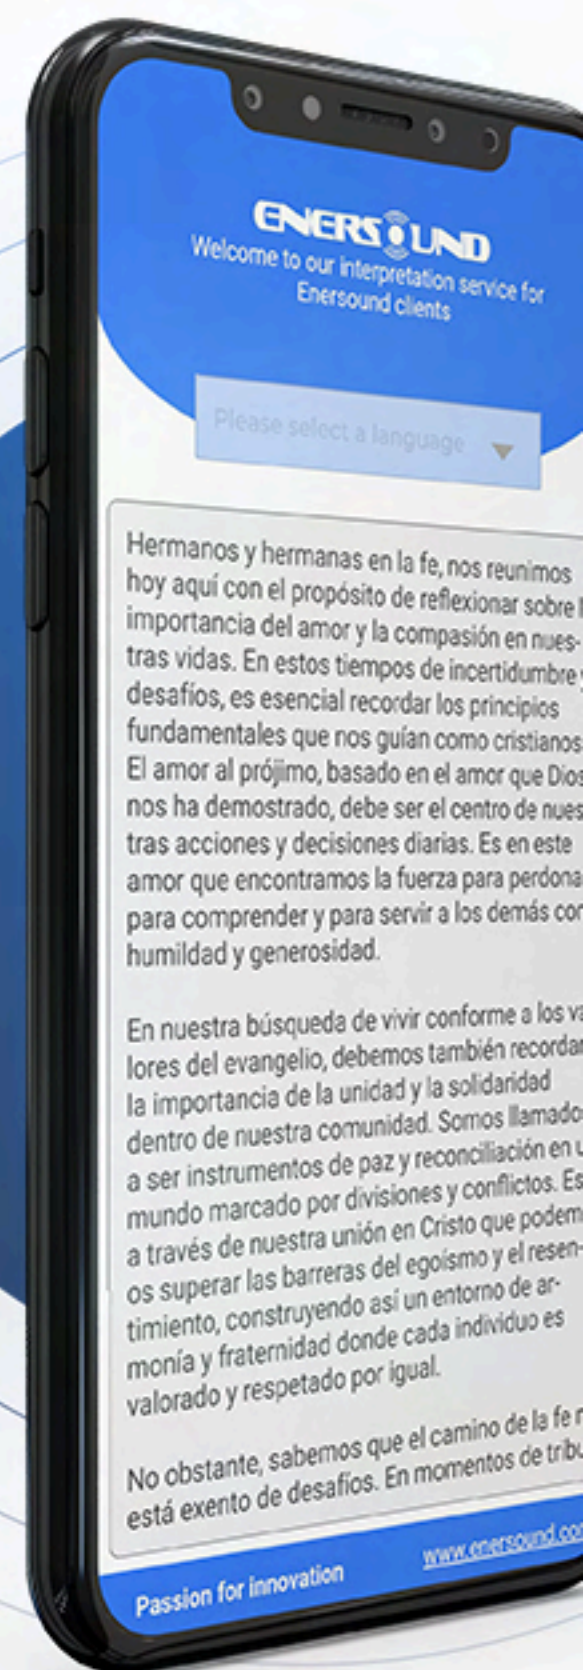 ENERSOUND
Welcome to our interpretation service for
Enersound clients
Please select a language
Hermanos y hermanas en la fe, nos reunimos
hoy aquí con el propósito de reflexionar sobre
importancia del amor y la compasión en nues-
tras vidas. En estos tiempos de incertidumbre y
desafíos, es esencial recordar los principios
fundamentales que nos guían como cristianos.
El amor al prójimo, basado en el amor que Dios
nos ha demostrado, debe ser el centro de nues
tras acciones y decisiones diarias. Es en este
amor que encontramos la fuerza para perdona
para comprender y para servir a los demás con
humildad y generosidad.
En nuestra búsqueda de vivir conforme a los va
lores del evangelio, debemos también recordar
la importancia de la unidad y la solidaridad
dentro de nuestra comunidad. Somos llamados
a ser instrumentos de paz y reconciliación en u
mundo marcado por divisiones y conflictos. Es
a través de nuestra unión en Cristo que podem
os superar las barreras del egoísmo y el resen-
timiento, construyendo así un entorno de ar-
monía y fraternidad donde cada individuo es
valorado y respetado por igual.
No obstante, sabemos que el camino de la fe n
está exento de desafíos. En momentos de tribu
Passion for innovation
www.enersound.com